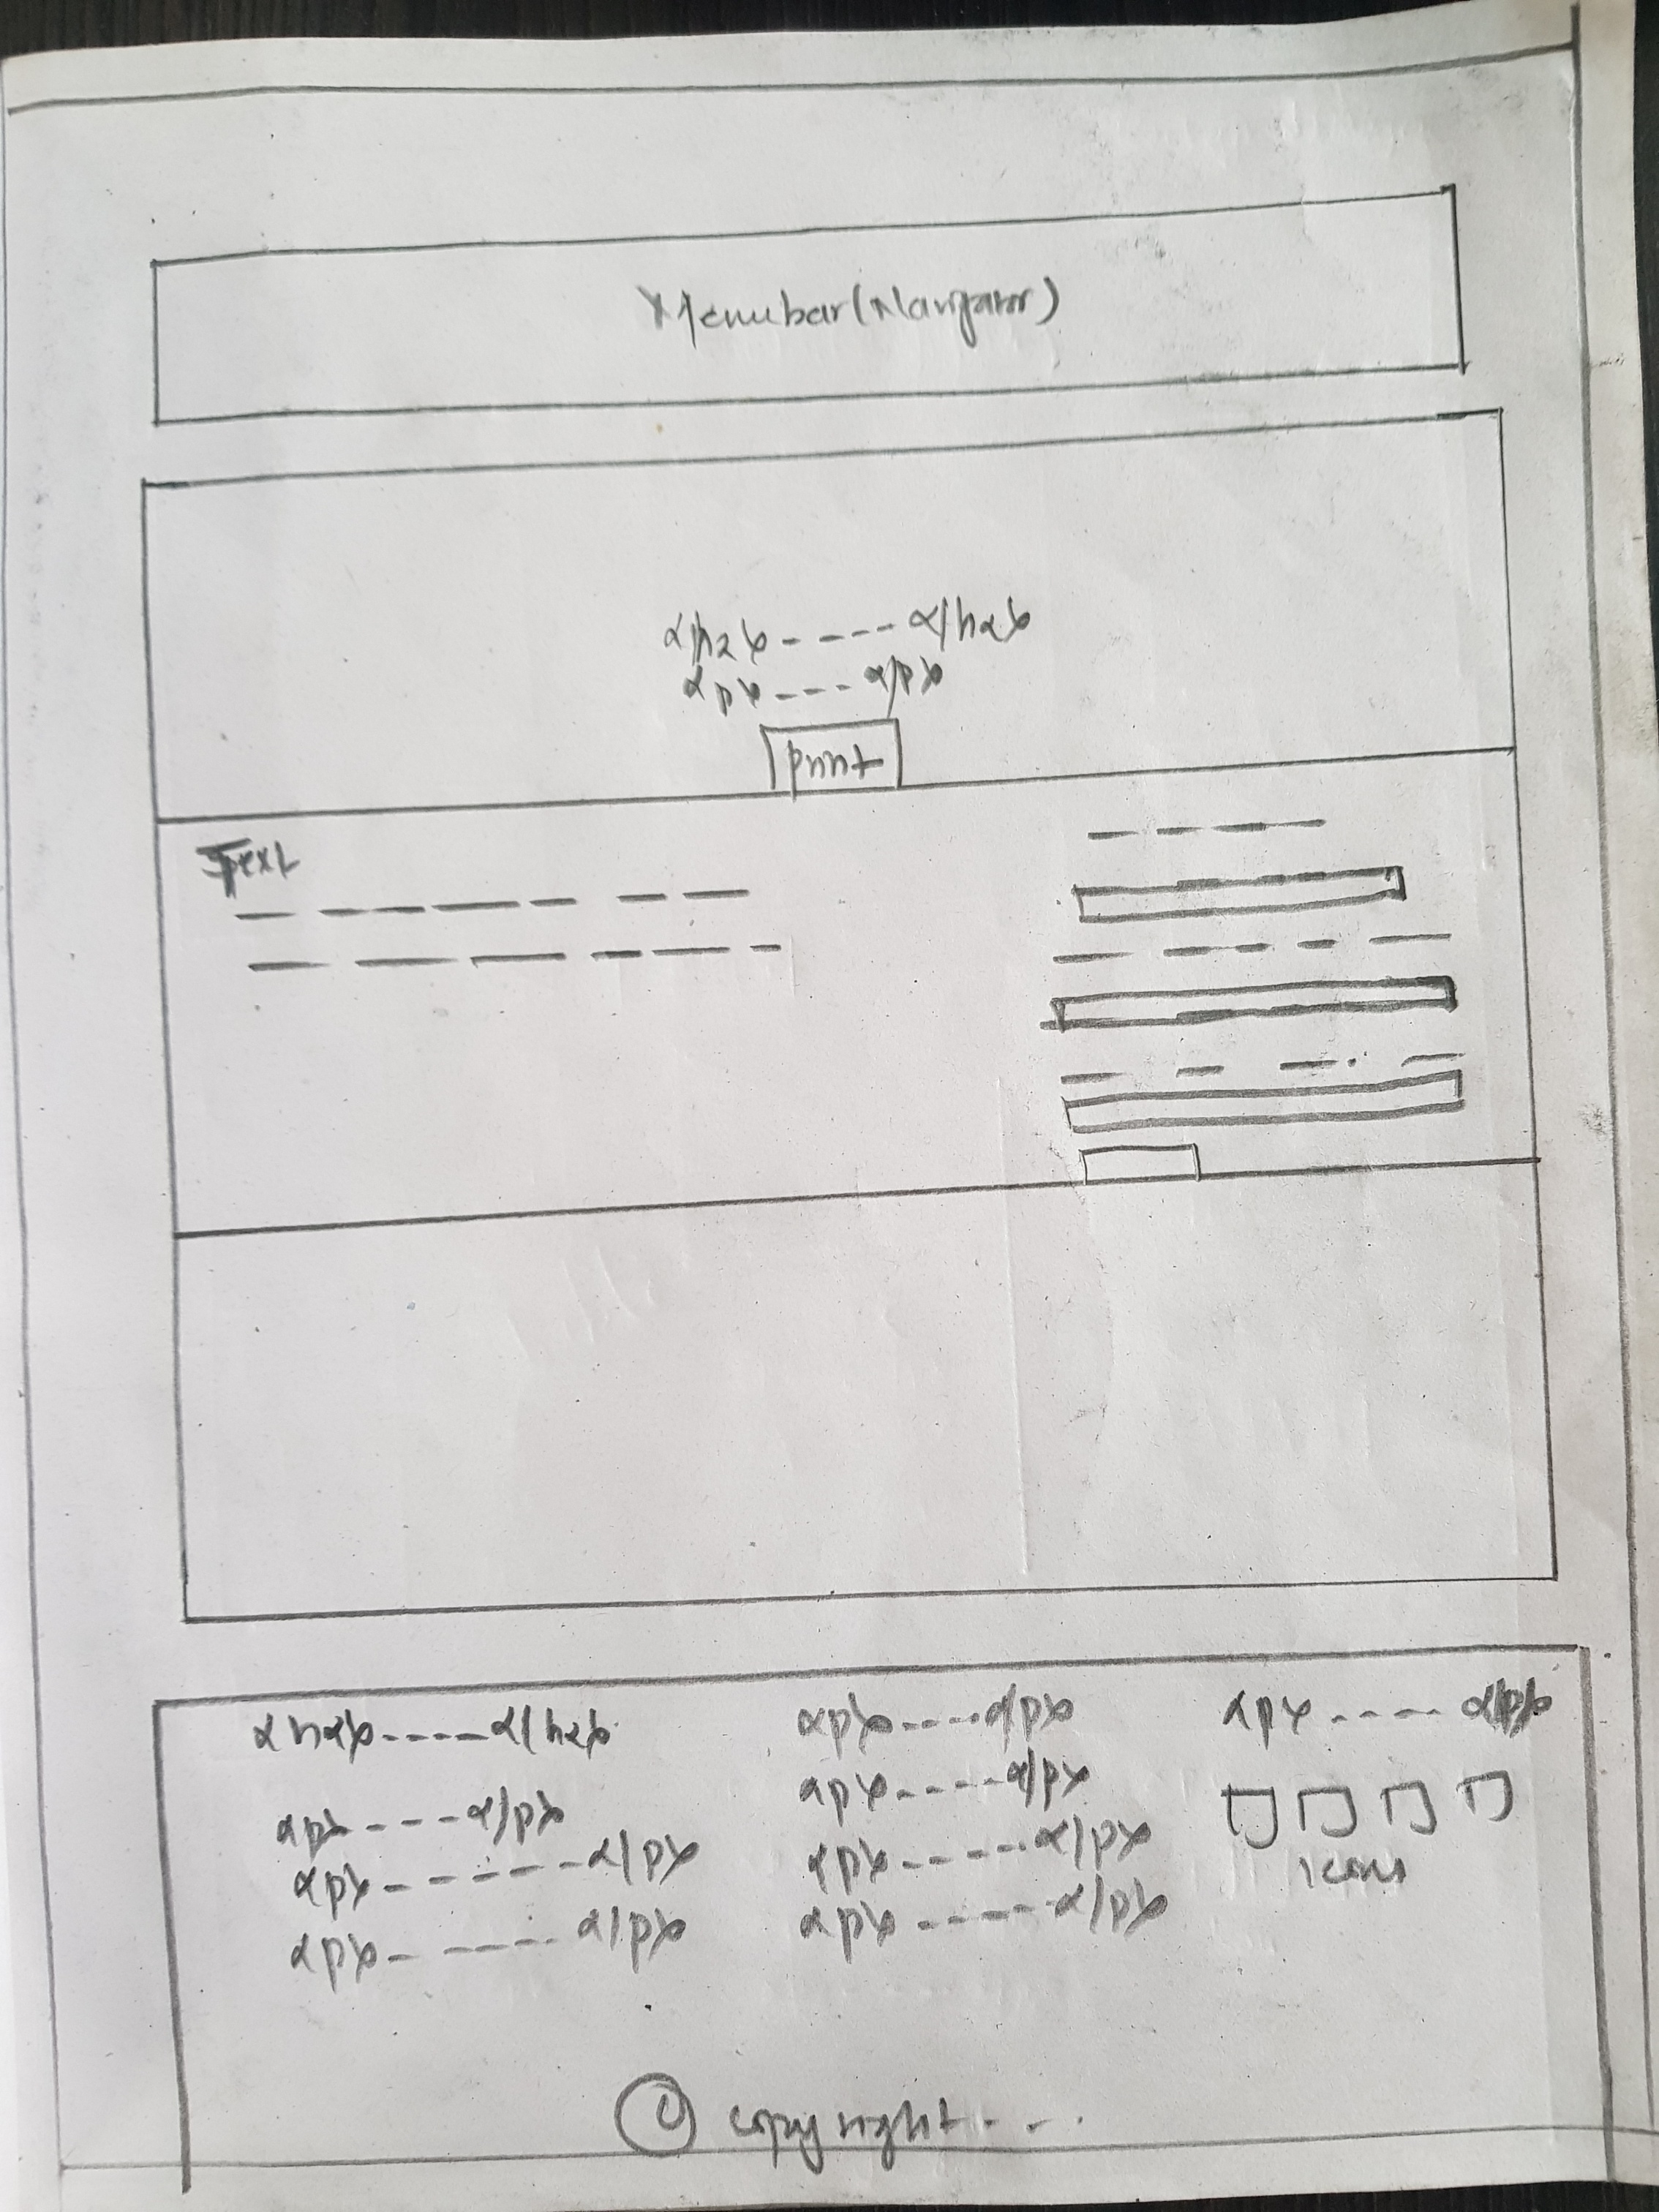 Menubar (Navigator)
<h2> - - - - </h2>
<p> - - - </p>
print
Text
<h2> - - - - </h2>
<p> - - - - </p>
<p> - - - - - </p>
<p> - - - - - </p>
<p> - - - - </p>
<p> - - - - </p>
<p> - - - - - </p>
<p> - - - - </p>
<p> - - - - </p>
icons
© copyright - - .